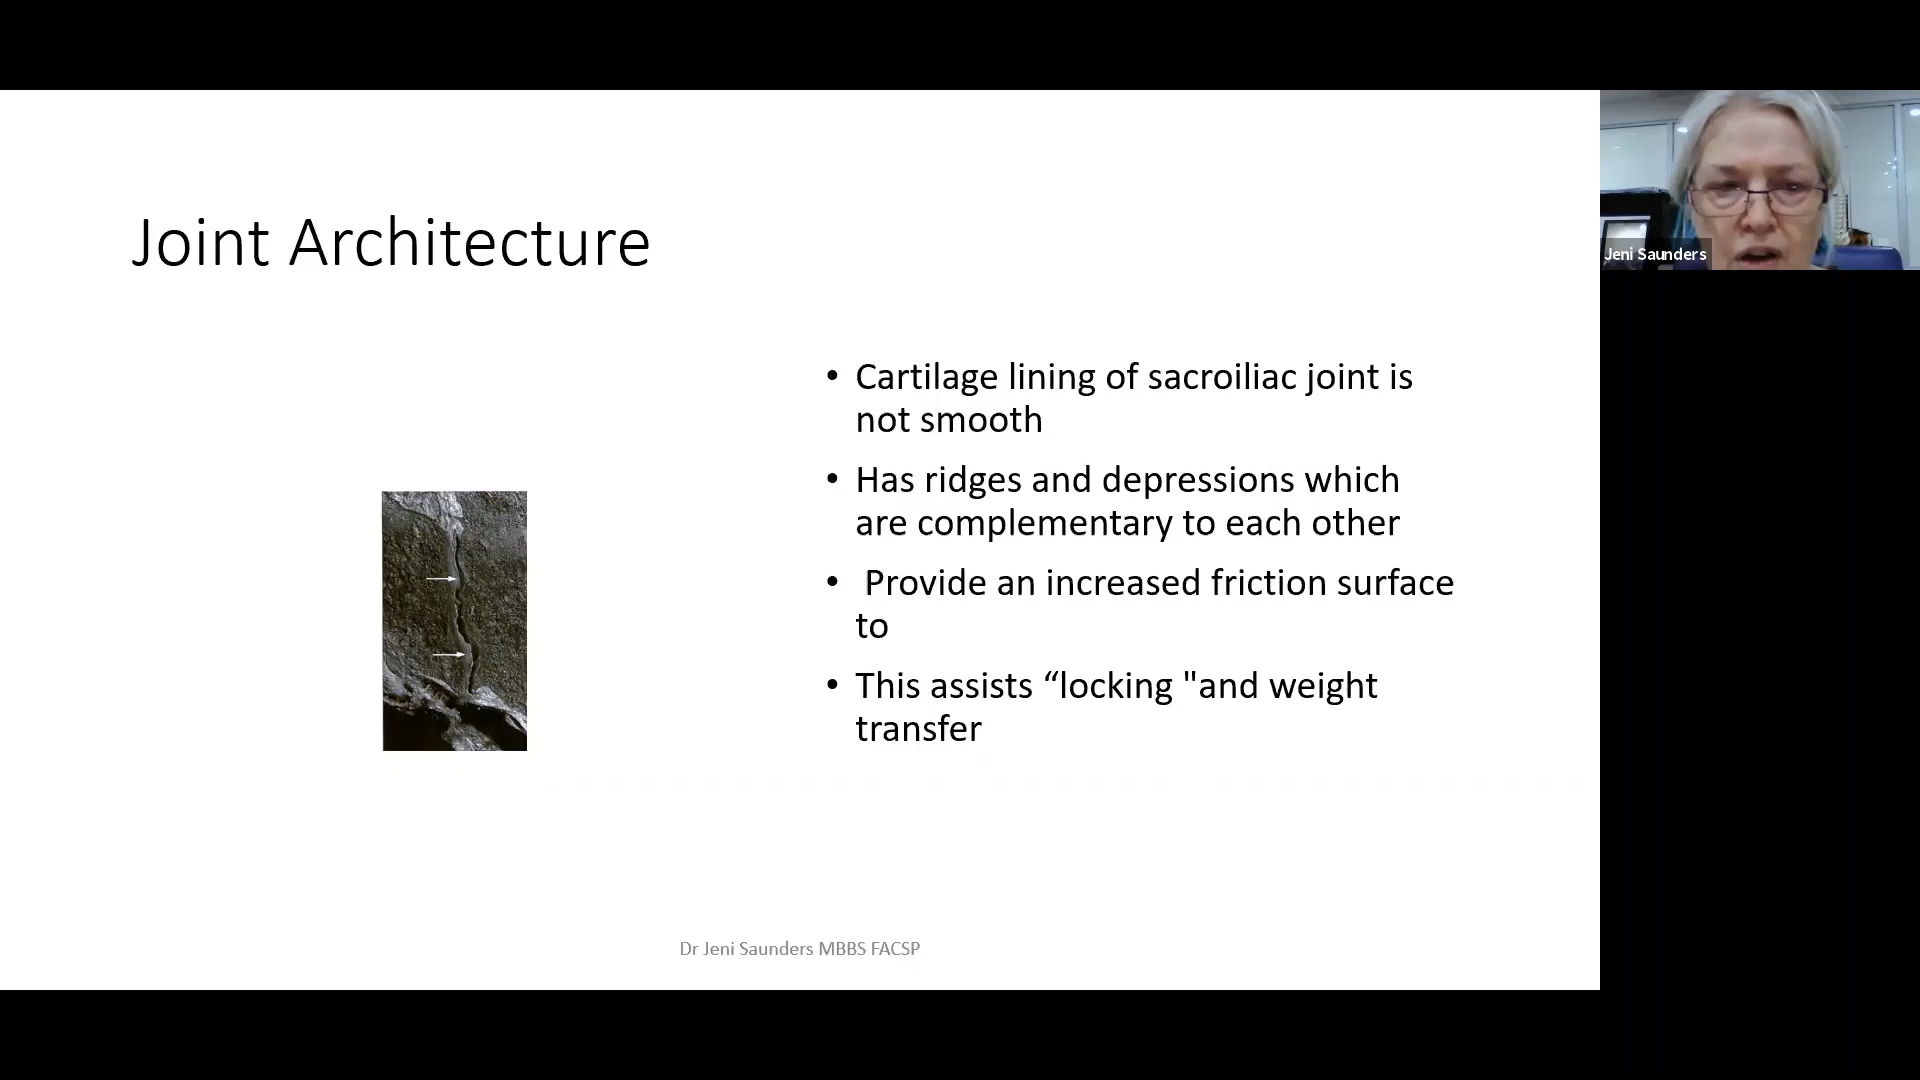 Joint Architecture
• Cartilage lining of sacroiliac joint is
not smooth
• Has ridges and depressions which
are complementary to each other
• Provide an increased friction surface
to
• This assists “locking "and weight
transfer
Dr Jeni Saunders MBBS FACSP
Jeni Saunders